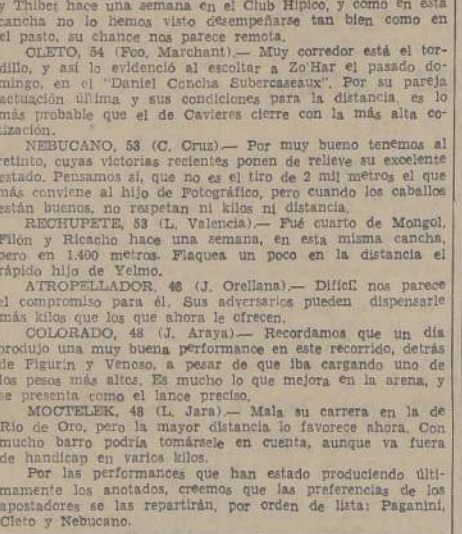 y Thibet hace una semana en el Club Hípico, y como en esta
cancha no lo hemos visto desempeñarse tan bien como en
el pasto, su chance nos parece remota.
OLETO, 54 (Fco. Marchant).— Muy corredor está el tor-
dillo, y así lo evidenció al escoltar a Zo'Har el pasado do-
mingo, en el "Daniel Concha Subercaseaux". Por su pareja
actuación última y sus condiciones para la distancia, es lo
más probable que el de Cavieres cierre con la más alta co-
tización.
NEBUCANO, 53 (C. Cruz).— Por muy bueno tenemos al
retinto, cuyas victorias recientes ponen de relieve su excelente
estado. Pensamos sí, que no es el tiro de 2 mil metros el que
más conviene al hijo de Fotográfico, pero cuando los caballos
están buenos, no respetan ni kilos ni distancia.
RECHUPETE, 53 (L. Valencia).— Fué cuarto de Mongol,
Filón y Ricacho hace una semana, en esta misma cancha,
pero en 1.400 metros. Flaquea un poco en la distancia el
rápido hijo de Yelmo.
ATROPELLADOR, 48 (J. Orellana).— Difícil nos parece
el compromiso para él. Sus adversarios pueden dispensarle
más kilos que los que ahora le ofrecen.
COLORADO, 48 (J. Araya).— Recordamos que un día
produjo una muy buena performance en este recorrido, detrás
de Figurín y Venoso, a pesar de que iba cargando uno de
los pesos más altos. Es mucho lo que mejora en la arena, y
se presenta como el lance preciso.
MOCTELEK, 48 (L. Jara).— Mala su carrera en la de
Río de Oro, pero la mayor distancia lo favorece ahora. Con
mucho barro podría tomársele en cuenta, aunque va fuera
de handicap en varios kilos.
Por las performances que han estado produciendo últi-
mamente los anotados, creemos que las preferencias de los
apostadores se las repartirán, por orden de lista: Paganini,
Cleto y Nebucano.